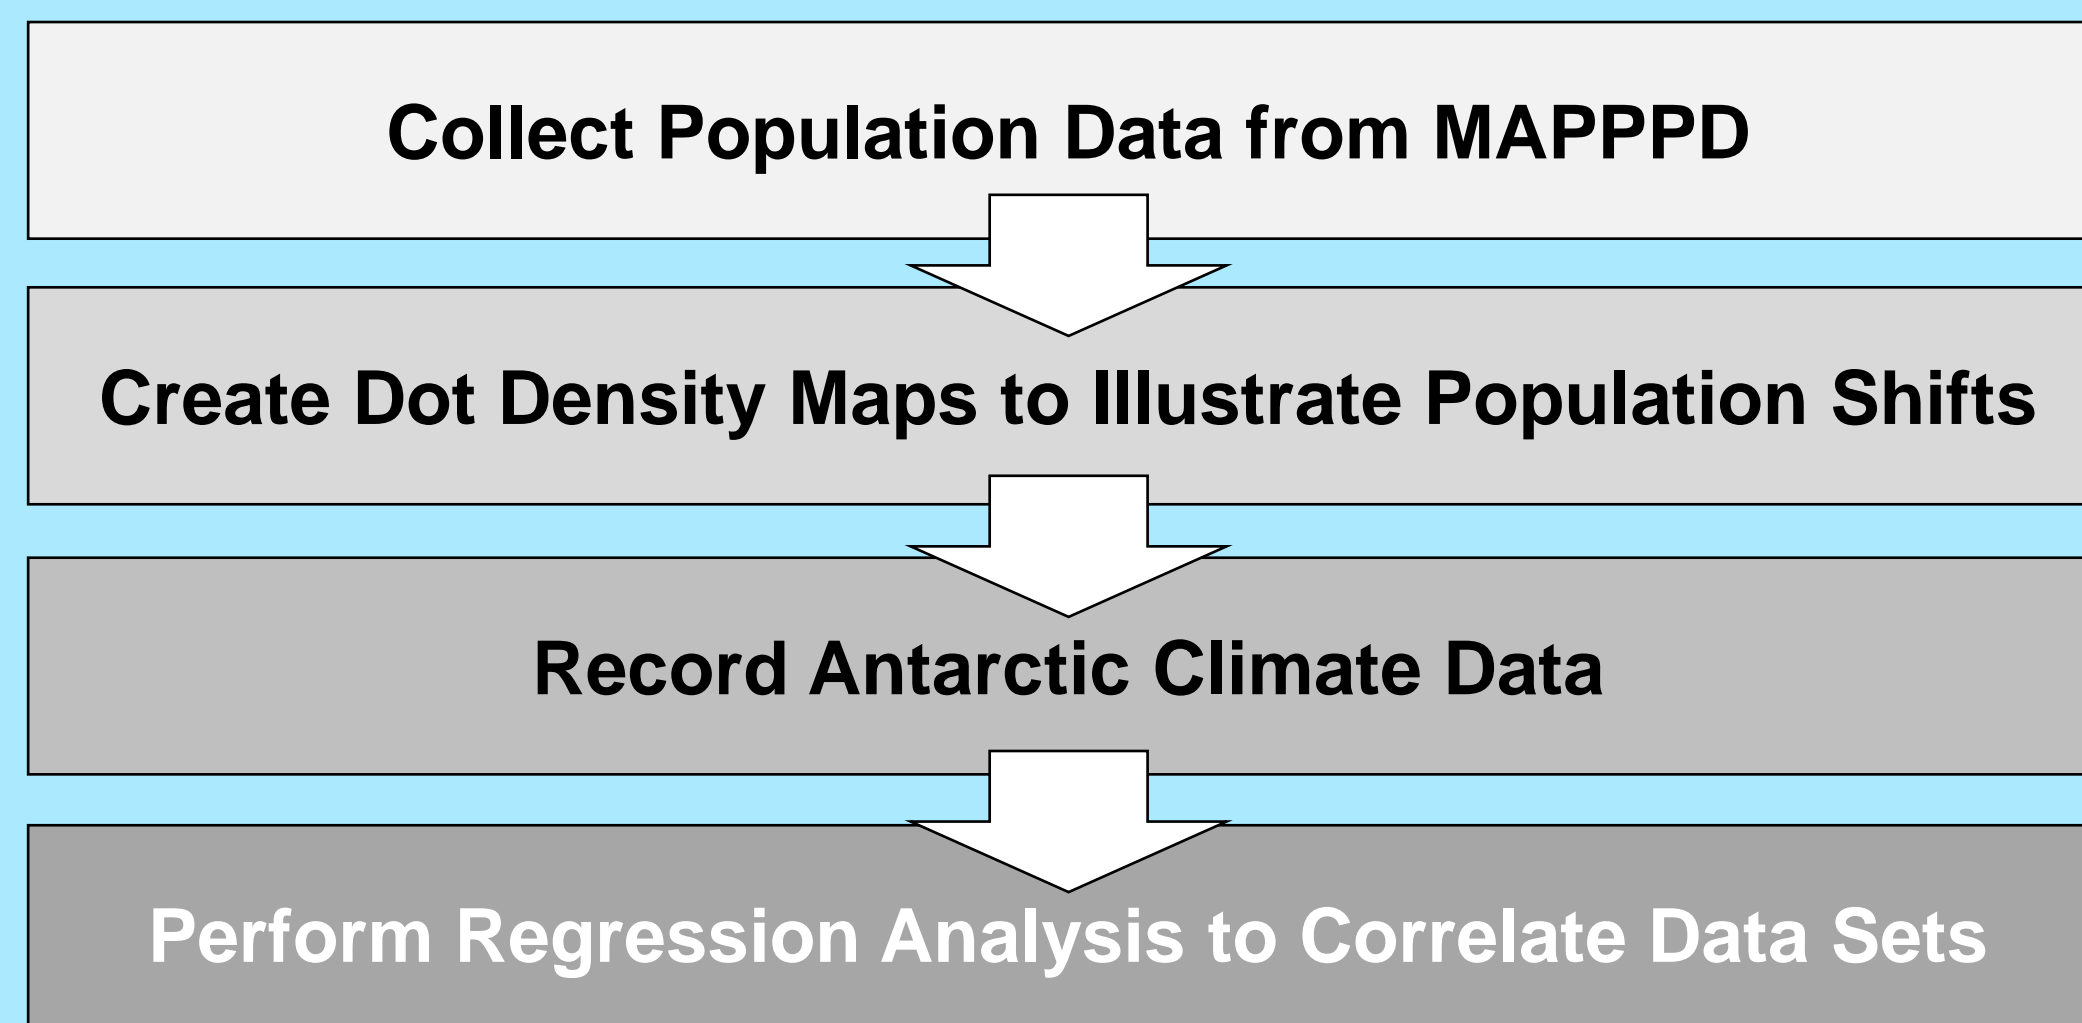 Collect Population Data from MAPPPD
Create Dot Density Maps to Illustrate Population Shifts
Record Antarctic Climate Data
Perform Regression Analysis to Correlate Data Sets